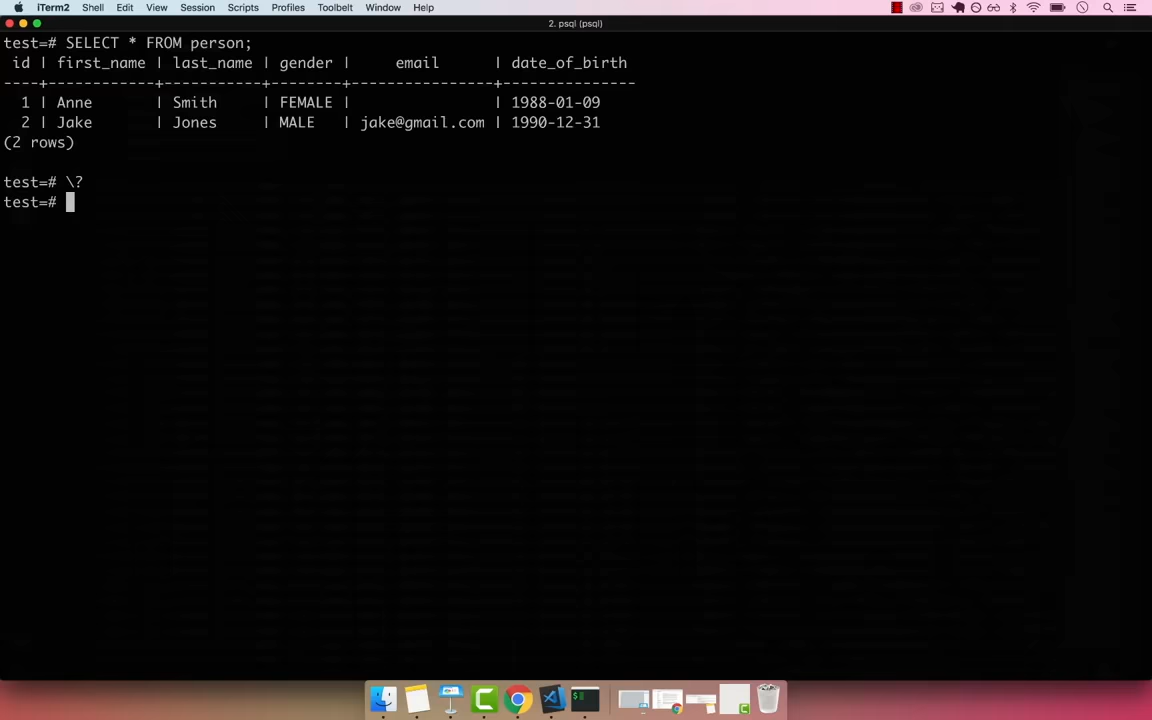 iTerm2 Shell Edit View Session Scripts Profiles Toolbelt Window Help
2. psql (psql)
test=# SELECT * FROM person;
 id | first_name | last_name | gender |     email      | date_of_birth
----+------------+-----------+--------+----------------+---------------
  1 | Anne       | Smith     | FEMALE |                | 1988-01-09
  2 | Jake       | Jones     | MALE   | jake@gmail.com | 1990-12-31
(2 rows)
test=# \?
test=#